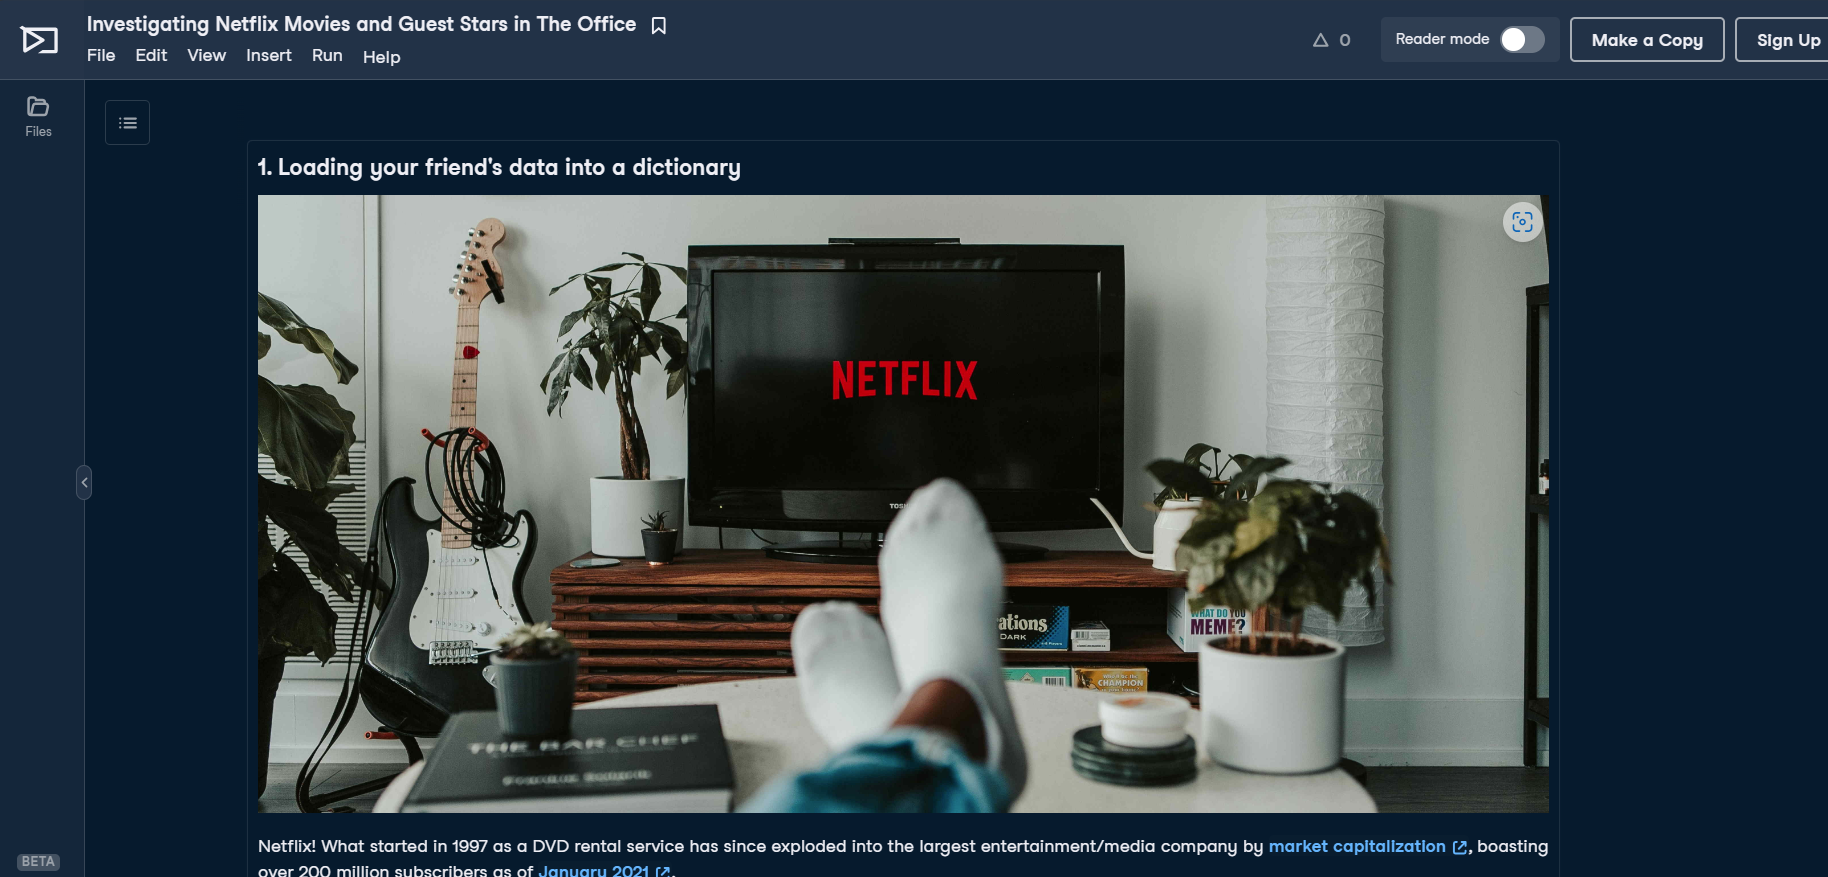 Investigating Netflix Movies and Guest Stars in The Office
File Edit View Insert Run Help
0
Reader mode
Make a Copy
Sign Up
Files
1. Loading your friend's data into a dictionary
NETFLIX
ations
DARK
WHAT DO YOU
MEME?
CHAMPION
THE BAR CHEF
Netflix! What started in 1997 as a DVD rental service has since exploded into the largest entertainment/media company by market capitalization, boasting
over 200 million subscribers as of January 2021.
BETA